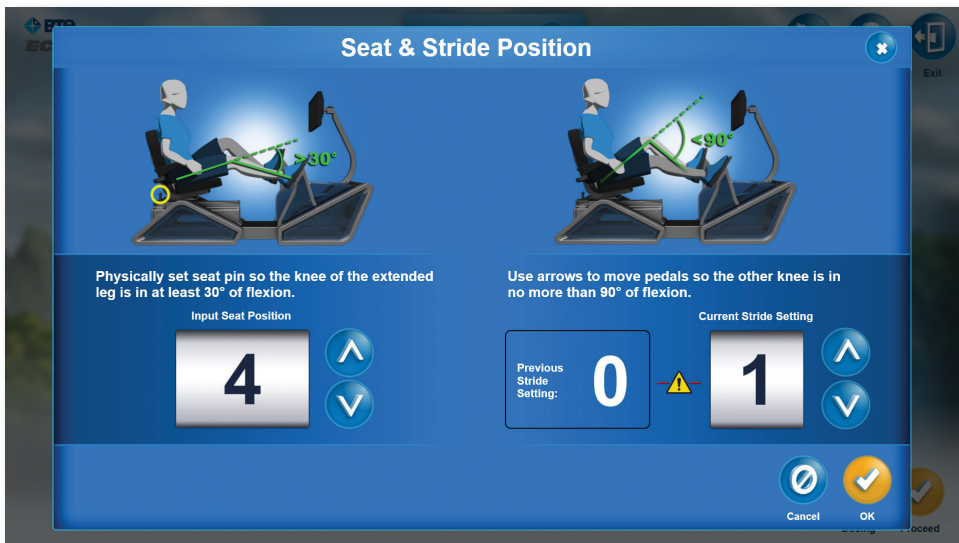 Seat & Stride Position
Exit
>30°
<90°
Physically set seat pin so the knee of the extended
leg is in at least 30° of flexion.
Use arrows to move pedals so the other knee is in
no more than 90° of flexion.
Input Seat Position
Current Stride Setting
4
Previous
Stride
Setting:
0
1
Cancel
OK